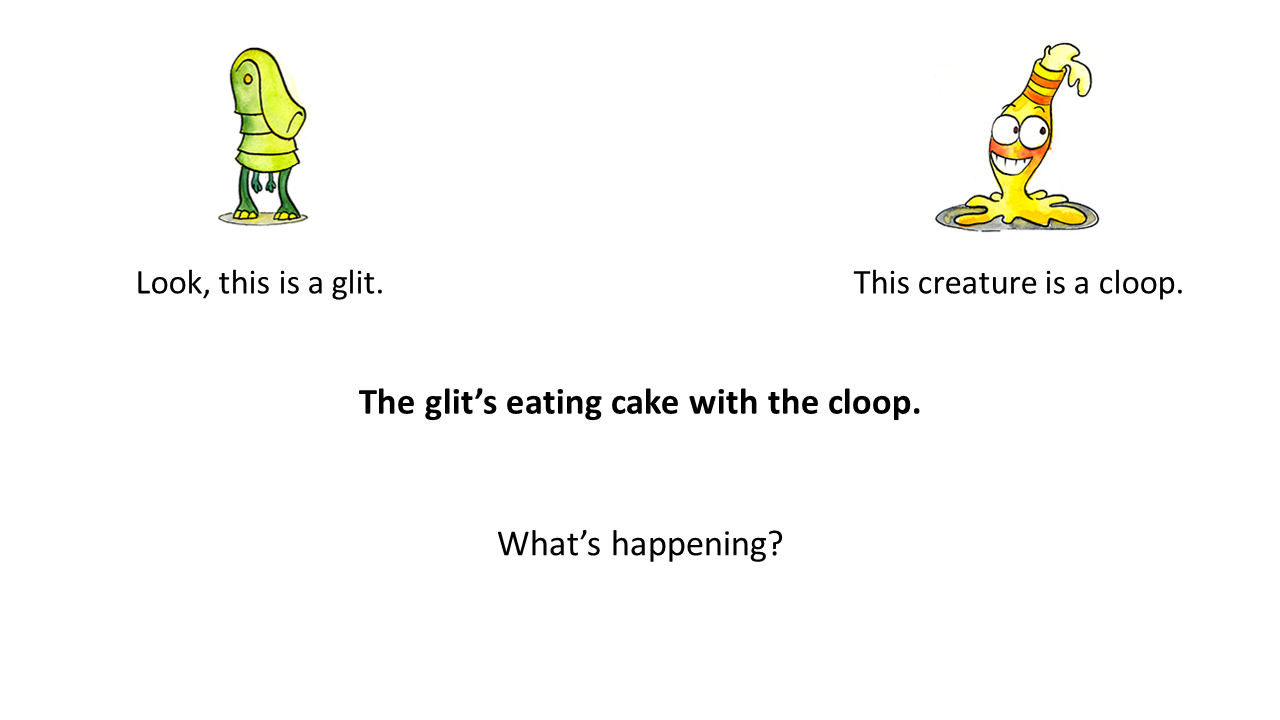 Look, this is a glit.
This creature is a cloop.
The glit’s eating cake with the cloop.
What’s happening?